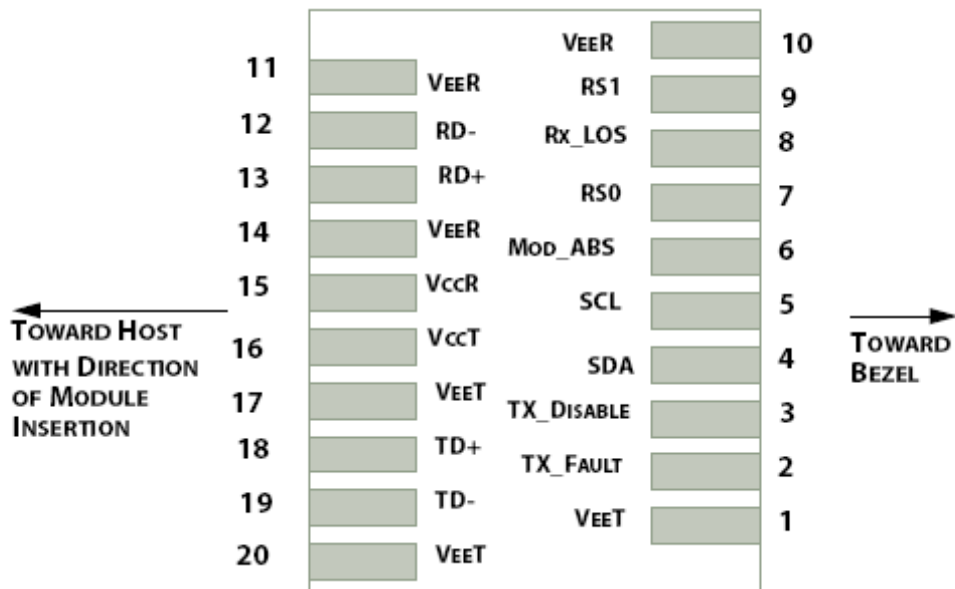 VEER 10
11 VEER
RS1 9
12 RD-
RX_LOS 8
13 RD+
RS0 7
14 VEER
MOD_ABS 6
15 VCCR
SCL 5
16 VCCT
SDA 4
17 VEET
TX_DISABLE 3
18 TD+
TX_FAULT 2
19 TD-
VEET 1
20 VEET
TOWARD HOST
WITH DIRECTION
OF MODULE
INSERTION
TOWARD
BEZEL